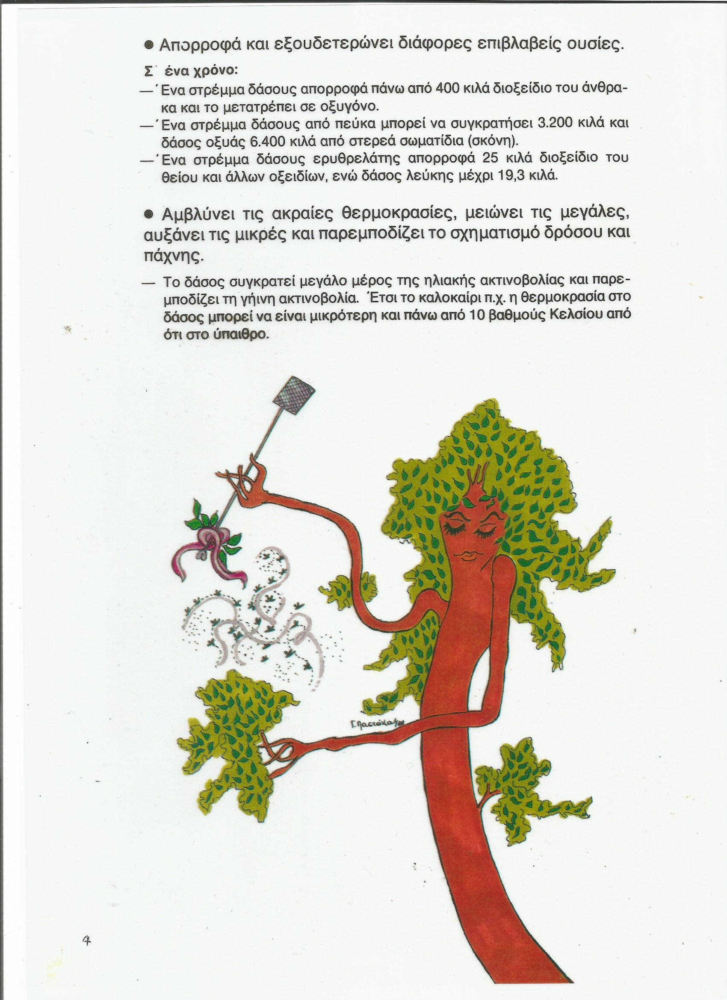 ● Απορροφά και εξουδετερώνει διάφορες επιβλαβείς ουσίες.
Σ΄ ένα χρόνο:
—΄Ενα στρέμμα δάσους απορροφά πάνω από 400 κιλά διοξείδιο του άνθρα-
κα και το μετατρέπει σε οξυγόνο.
—΄Ενα στρέμμα δάσους από πεύκα μπορεί να συγκρατήσει 3.200 κιλά και
δάσος οξυάς 6.400 κιλά από στερεά σωματίδια (σκόνη).
—΄Ενα στρέμμα δάσους ερυθρελάτης απορροφά 25 κιλά διοξείδιο του
θείου και άλλων οξειδίων, ενώ δάσος λεύκης μέχρι 19,3 κιλά.
● Αμβλύνει τις ακραίες θερμοκρασίες, μειώνει τις μεγάλες,
αυξάνει τις μικρές και παρεμποδίζει το σχηματισμό δρόσου και
πάχνης.
— Το δάσος συγκρατεί μεγάλο μέρος της ηλιακής ακτινοβολίας και παρε-
μποδίζει τη γήινη ακτινοβολία. Έτσι το καλοκαίρι π.χ. η θερμοκρασία στο
δάσος μπορεί να είναι μικρότερη και πάνω από 10 βαθμούς Κελσίου από
ότι στο ύπαιθρο.
4